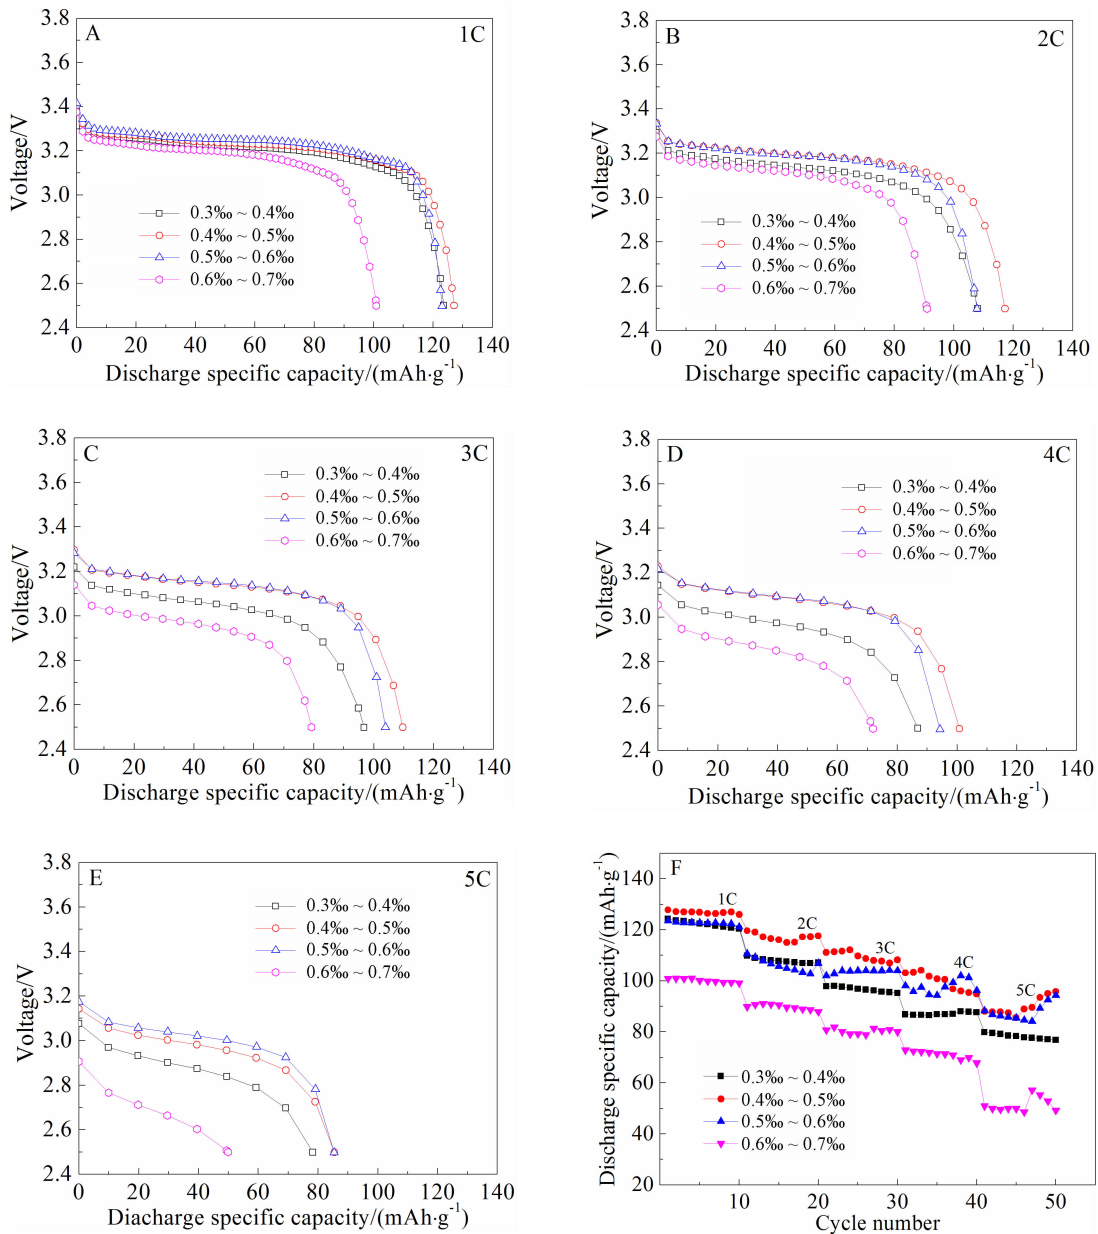 A
1C
3.8
3.6
3.4
3.2
3.0
2.8
2.6
2.4
Voltage/V
0.3‰ ~ 0.4‰
0.4‰ ~ 0.5‰
0.5‰ ~ 0.6‰
0.6‰ ~ 0.7‰
0 20 40 60 80 100 120 140
Discharge specific capacity/(mAh·g⁻¹)
B
2C
3.8
3.6
3.4
3.2
3.0
2.8
2.6
2.4
Voltage/V
0.3‰ ~ 0.4‰
0.4‰ ~ 0.5‰
0.5‰ ~ 0.6‰
0.6‰ ~ 0.7‰
0 20 40 60 80 100 120 140
Discharge specific capacity/(mAh·g⁻¹)
C
3C
3.8
3.6
3.4
3.2
3.0
2.8
2.6
2.4
Voltage/V
0.3‰ ~ 0.4‰
0.4‰ ~ 0.5‰
0.5‰ ~ 0.6‰
0.6‰ ~ 0.7‰
0 20 40 60 80 100 120 140
Discharge specific capacity/(mAh·g⁻¹)
D
4C
3.8
3.6
3.4
3.2
3.0
2.8
2.6
2.4
Voltage/V
0.3‰ ~ 0.4‰
0.4‰ ~ 0.5‰
0.5‰ ~ 0.6‰
0.6‰ ~ 0.7‰
0 20 40 60 80 100 120 140
Discharge specific capacity/(mAh·g⁻¹)
E
5C
3.8
3.6
3.4
3.2
3.0
2.8
2.6
2.4
Voltage/V
0.3‰ ~ 0.4‰
0.4‰ ~ 0.5‰
0.5‰ ~ 0.6‰
0.6‰ ~ 0.7‰
0 20 40 60 80 100 120 140
Diacharge specific capacity/(mAh·g⁻¹)
F
140
120
100
80
60
40
20
Discharge specific capacity/(mAh·g⁻¹)
1C
2C
3C
4C
5C
0.3‰ ~ 0.4‰
0.4‰ ~ 0.5‰
0.5‰ ~ 0.6‰
0.6‰ ~ 0.7‰
10 20 30 40 50
Cycle number